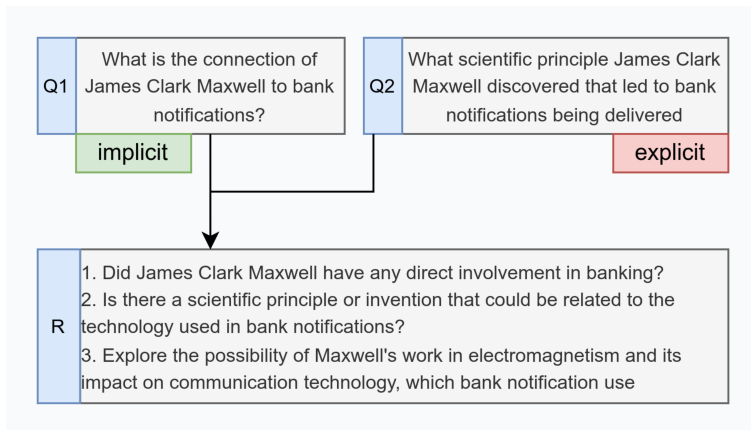 Q1
What is the connection of
James Clark Maxwell to bank
notifications?
implicit
Q2
What scientific principle James Clark
Maxwell discovered that led to bank
notifications being delivered
explicit
R
1. Did James Clark Maxwell have any direct involvement in banking?
2. Is there a scientific principle or invention that could be related to the
technology used in bank notifications?
3. Explore the possibility of Maxwell's work in electromagnetism and its
impact on communication technology, which bank notification use